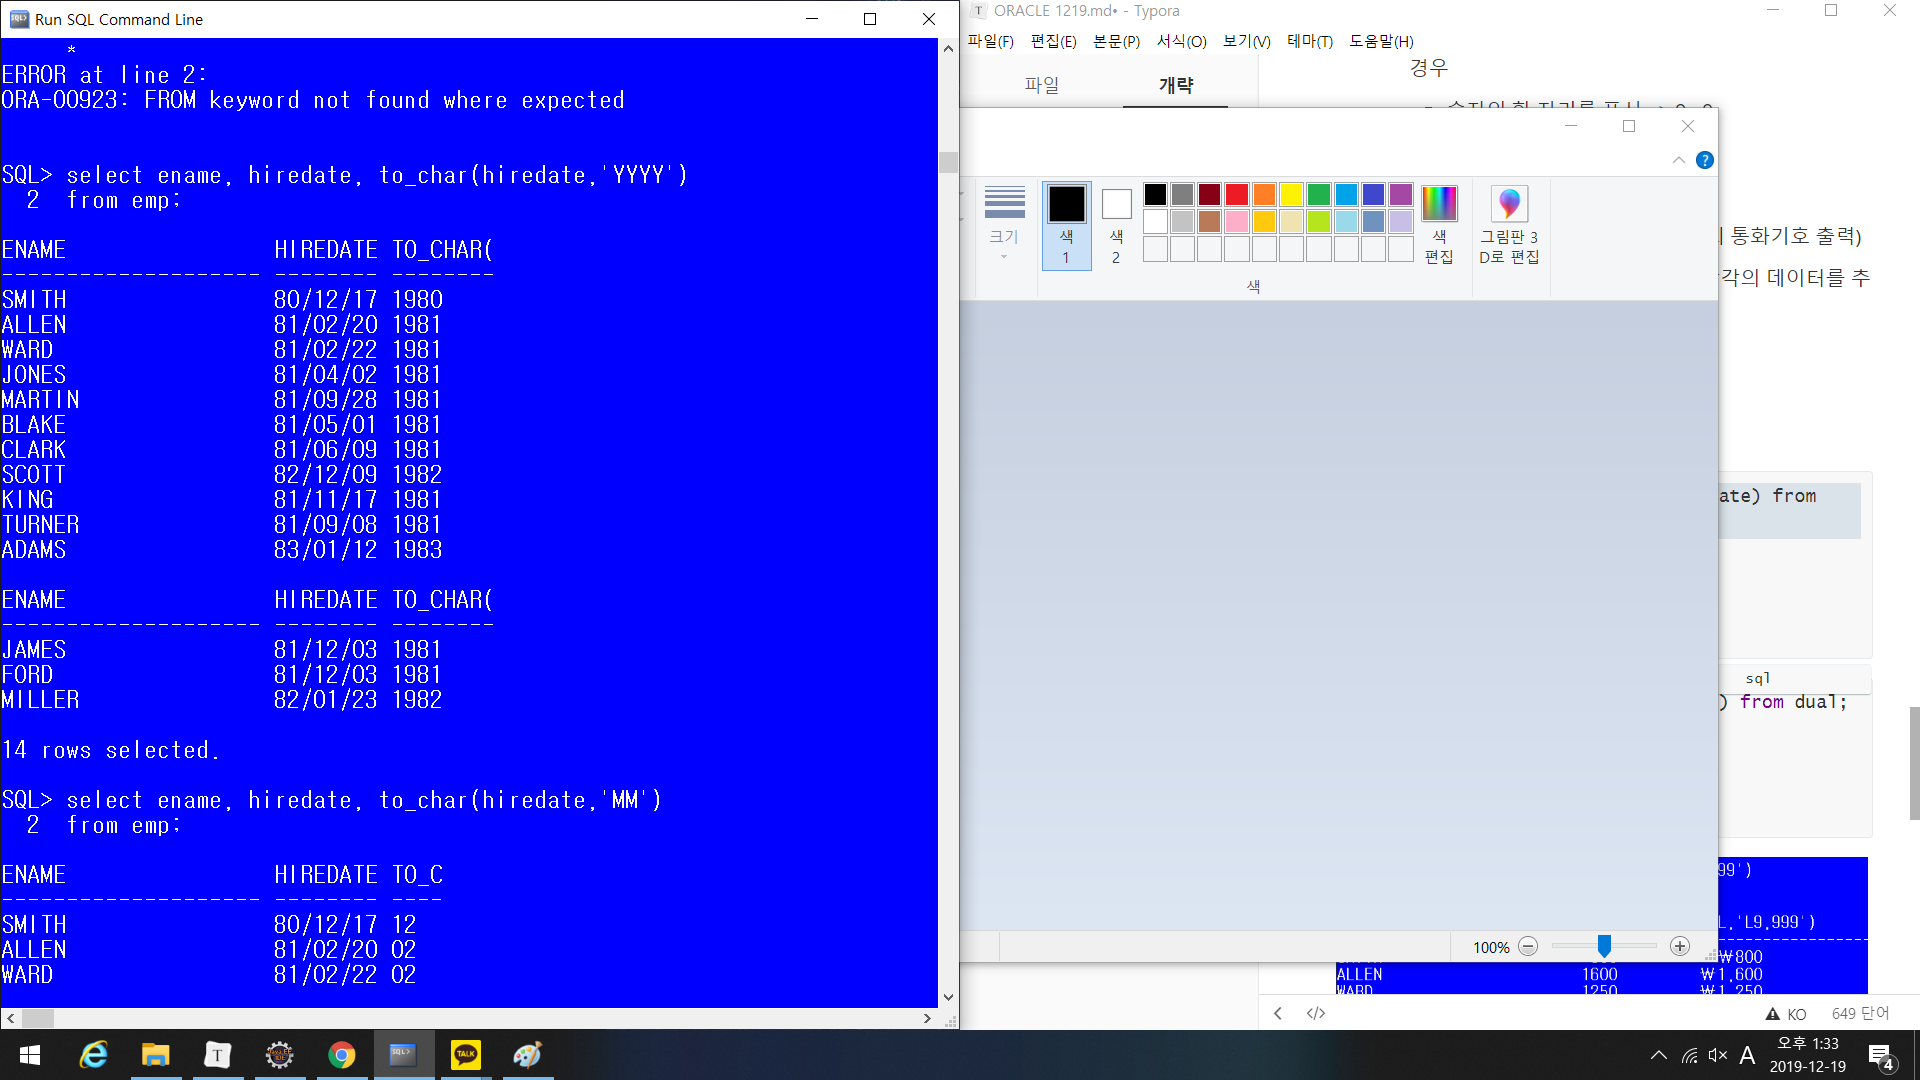 Run SQL Command Line
*
ERROR at line 2:
ORA-00923: FROM keyword not found where expected
SQL> select ename, hiredate, to_char(hiredate,'YYYY')
2 from emp;
ENAME HIREDATE TO_CHAR(
-------------------- -------- --------
SMITH 80/12/17 1980
ALLEN 81/02/20 1981
WARD 81/02/22 1981
JONES 81/04/02 1981
MARTIN 81/09/28 1981
BLAKE 81/05/01 1981
CLARK 81/06/09 1981
SCOTT 82/12/09 1982
KING 81/11/17 1981
TURNER 81/09/08 1981
ADAMS 83/01/12 1983
ENAME HIREDATE TO_CHAR(
-------------------- -------- --------
JAMES 81/12/03 1981
FORD 81/12/03 1981
MILLER 82/01/23 1982
14 rows selected.
SQL> select ename, hiredate, to_char(hiredate,'MM')
2 from emp;
ENAME HIREDATE TO_C
-------------------- -------- ----
SMITH 80/12/17 12
ALLEN 81/02/20 02
WARD 81/02/22 02
T ORACLE 1219.md• - Typora
파일(F) 편집(E) 본문(P) 서식(O) 보기(V) 테마(T) 도움말(H)
파일 개략
경우
크기
색
1
색
2
색
편집
그림판 3
D로 편집
색
통화기호 출력)
각의 데이터를 추
ate) from
sql
) from dual;
99')
L,'L9,999')
₩800
ALLEN 1600 ₩1,600
WARD 1250 ₩1,250
100%
</>
KO 649 단어
SQL>
T
TALK
A
오후 1:33
2019-12-19
4